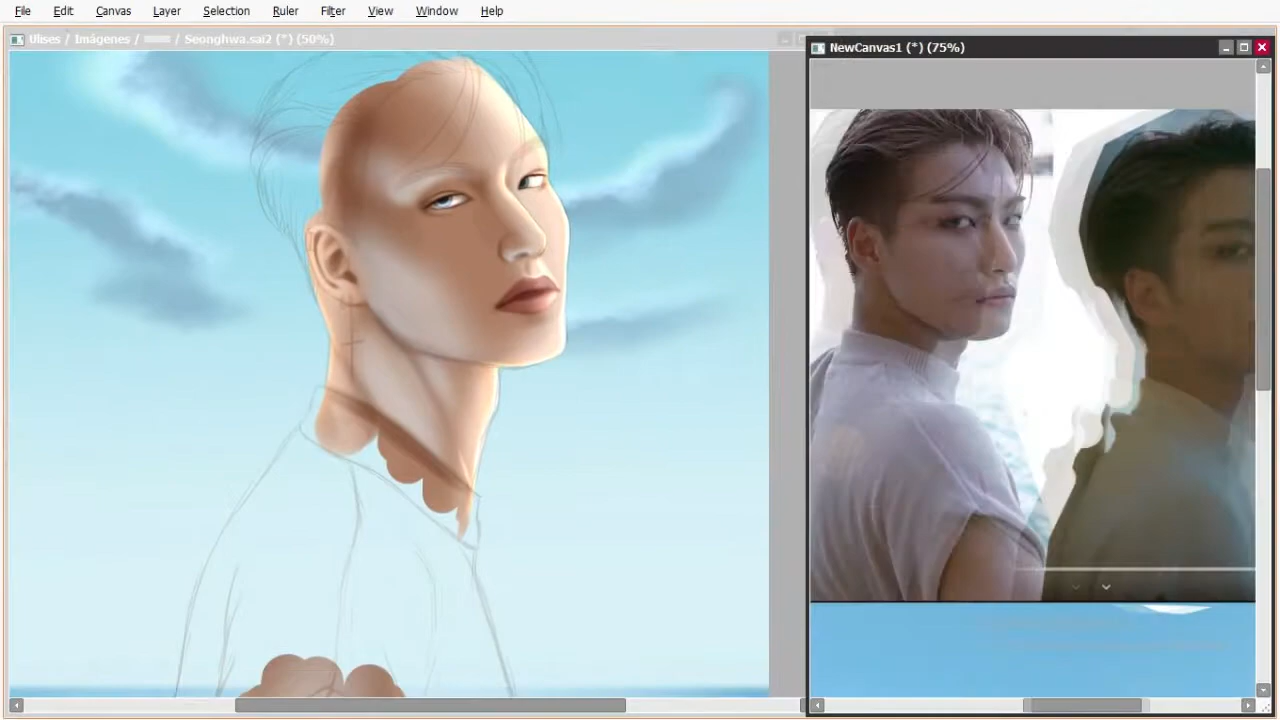 File Edit Canvas Layer Selection Ruler Filter View Window Help
Ulises / Imágenes / / Seonghwa.sai2 (*) (50%)
NewCanvas1 (*) (75%)